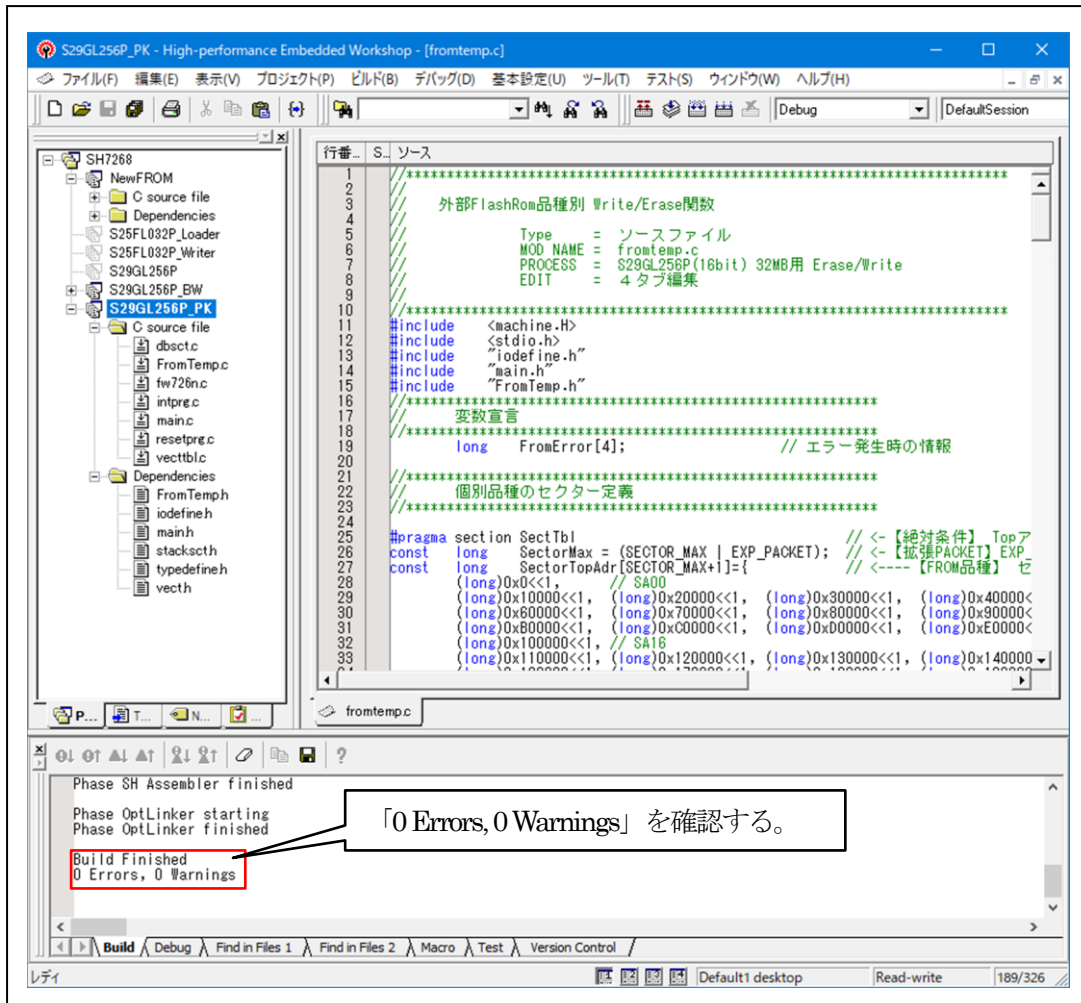 S29GL256P_PK - High-performance Embedded Workshop - [fromtemp.c]
ファイル(F) 編集(E) 表示(V) プロジェクト(P) ビルド(B) デバッグ(D) 基本設定(U) ツール(T) テスト(S) ウィンドウ(W) ヘルプ(H)
Debug DefaultSession
SH7268
NewFROM
C source file
Dependencies
S25FL032P_Loader
S25FL032P_Writer
S29GL256P
S29GL256P_BW
S29GL256P_PK
C source file
dbsct.c
FromTemp.c
fw726n.c
intprg.c
main.c
resetprg.c
vecttbl.c
Dependencies
FromTemp.h
iodefine.h
main.h
stacksct.h
typedefine.h
vect.h
P... T... N... ...
行番... S.. ソース
1 //******************************************************************************
2 //
3 // 外部FlashRom品種別 Write/Erase関数
4 //
5 // Type = ソースファイル
6 // MOD NAME = fromtemp.c
7 // PROCESS = S29GL256P(16bit) 32MB用 Erase/Write
8 // EDIT = 4タブ編集
9 //
10 //******************************************************************************
11 #include <machine.H>
12 #include <stdio.h>
13 #include "iodefine.h"
14 #include "main.h"
15 #include "FromTemp.h"
16 //*************************************************************
17 // 変数宣言
18 //*************************************************************
19 long FromError[4]; // エラー発生時の情報
20
21 //*************************************************************
22 // 個別品種のセクター定義
23 //*************************************************************
24
25 #pragma section SectTbl // <-【絶対条件】 Topア
26 const long SectorMax = (SECTOR_MAX | EXP_PACKET); // <-【拡張PACKET】EXP_
27 const long SectorTopAdr[SECTOR_MAX+1]={ // <----【FROM品種】 セ
28 (long)0x0<<1, // SA00
29 (long)0x10000<<1, (long)0x20000<<1, (long)0x30000<<1, (long)0x40000<
30 (long)0x60000<<1, (long)0x70000<<1, (long)0x80000<<1, (long)0x90000<
31 (long)0xB0000<<1, (long)0xC0000<<1, (long)0xD0000<<1, (long)0xE0000<
32 (long)0x100000<<1, // SA16
33 (long)0x110000<<1, (long)0x120000<<1, (long)0x130000<<1, (long)0x140000
fromtemp.c
Phase SH Assembler finished
Phase OptLinker starting
Phase OptLinker finished
Build Finished
0 Errors, 0 Warnings
「0 Errors, 0 Warnings」を確認する。
Build Debug Find in Files 1 Find in Files 2 Macro Test Version Control
レディ Default1 desktop Read-write 189/326